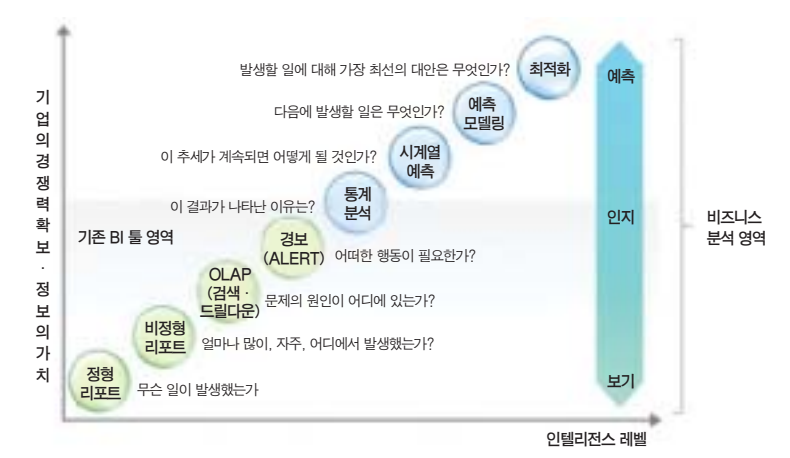 발생할 일에 대해 가장 최선의 대안은 무엇인가?
최적화
예측
다음에 발생할 일은 무엇인가?
예측
모델링
기업의경쟁력확보·정보의가치
이 추세가 계속되면 어떻게 될 것인가?
시계열
예측
이 결과가 나타난 이유는?
통계
분석
인지
비즈니스
분석 영역
기존 BI 툴 영역
경보
(ALERT)
어떠한 행동이 필요한가?
OLAP
(검색·
드릴다운)
문제의 원인이 어디에 있는가?
비정형
리포트
얼마나 많이, 자주, 어디에서 발생했는가?
정형
리포트
무슨 일이 발생했는가
보기
인텔리전스 레벨